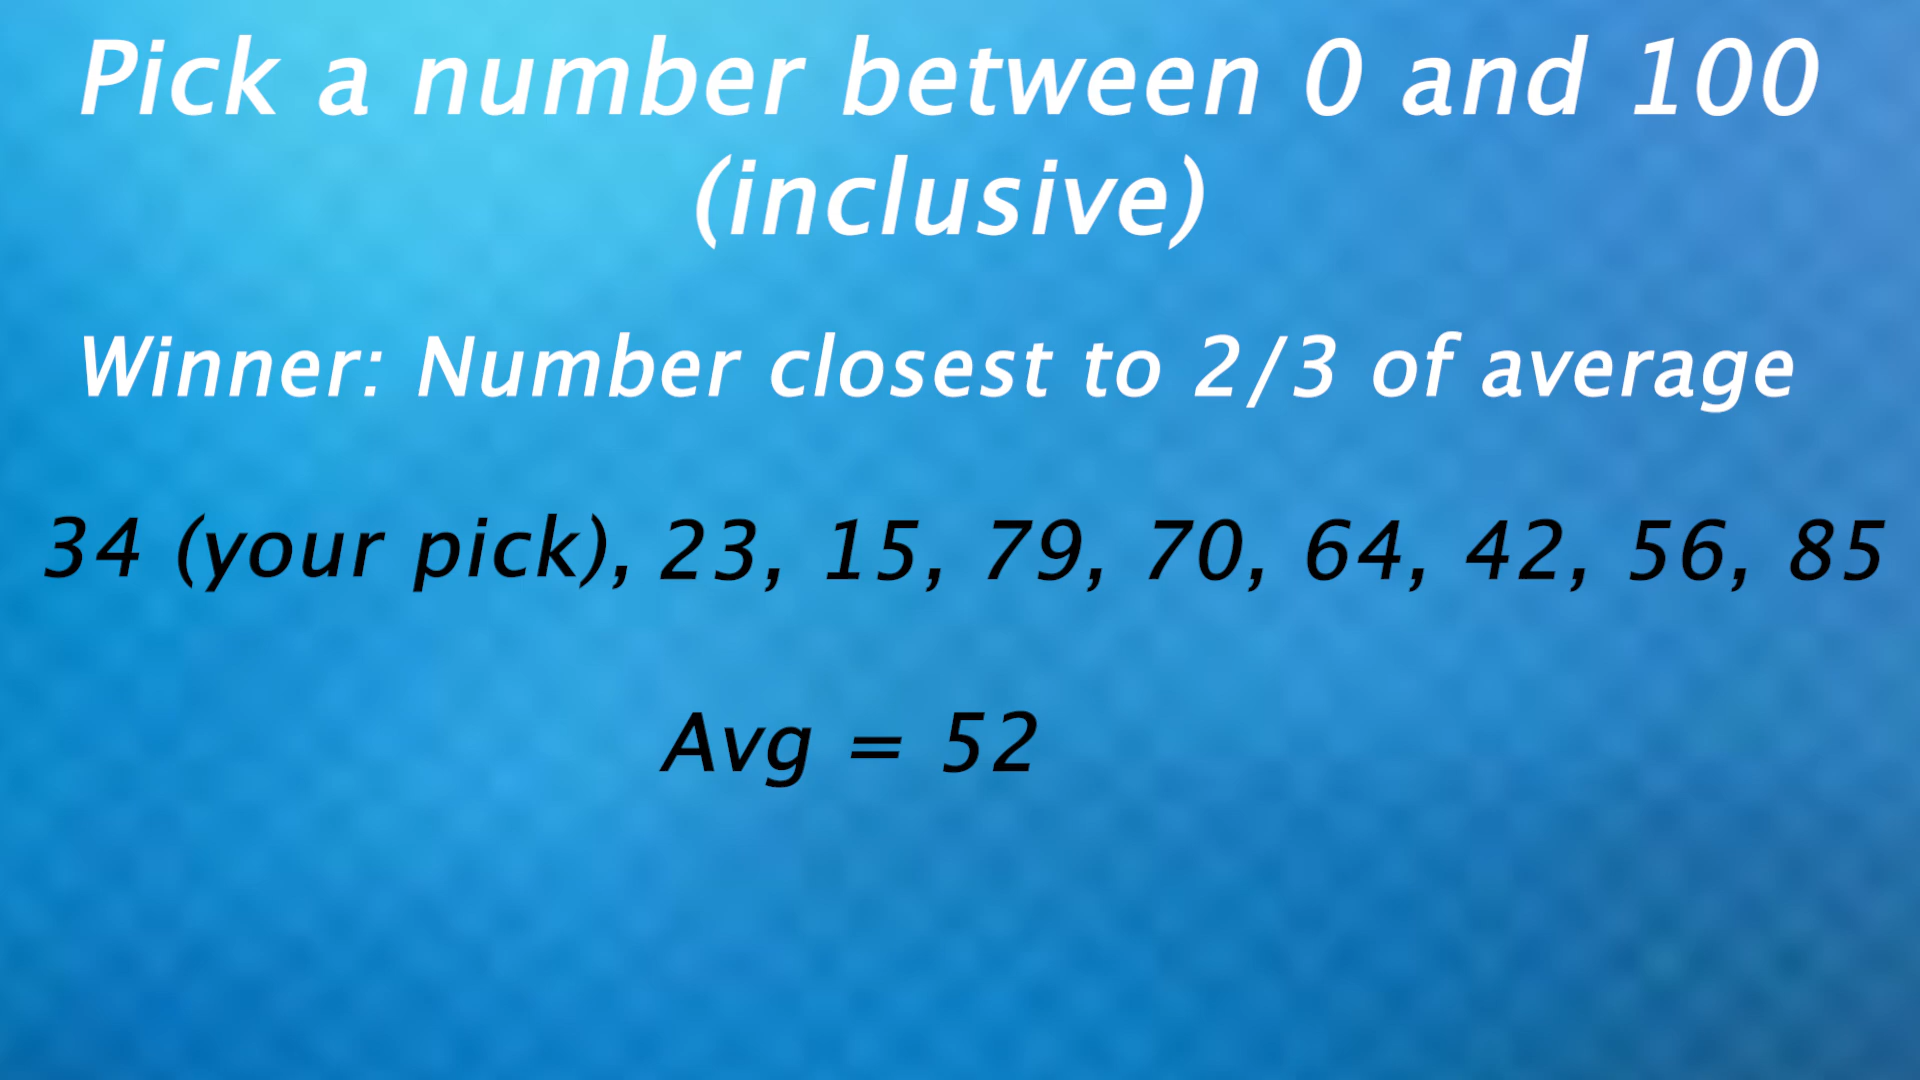 Pick a number between 0 and 100
(inclusive)
Winner: Number closest to 2/3 of average
34 (your pick), 23, 15, 79, 70, 64, 42, 56, 85
Avg = 52